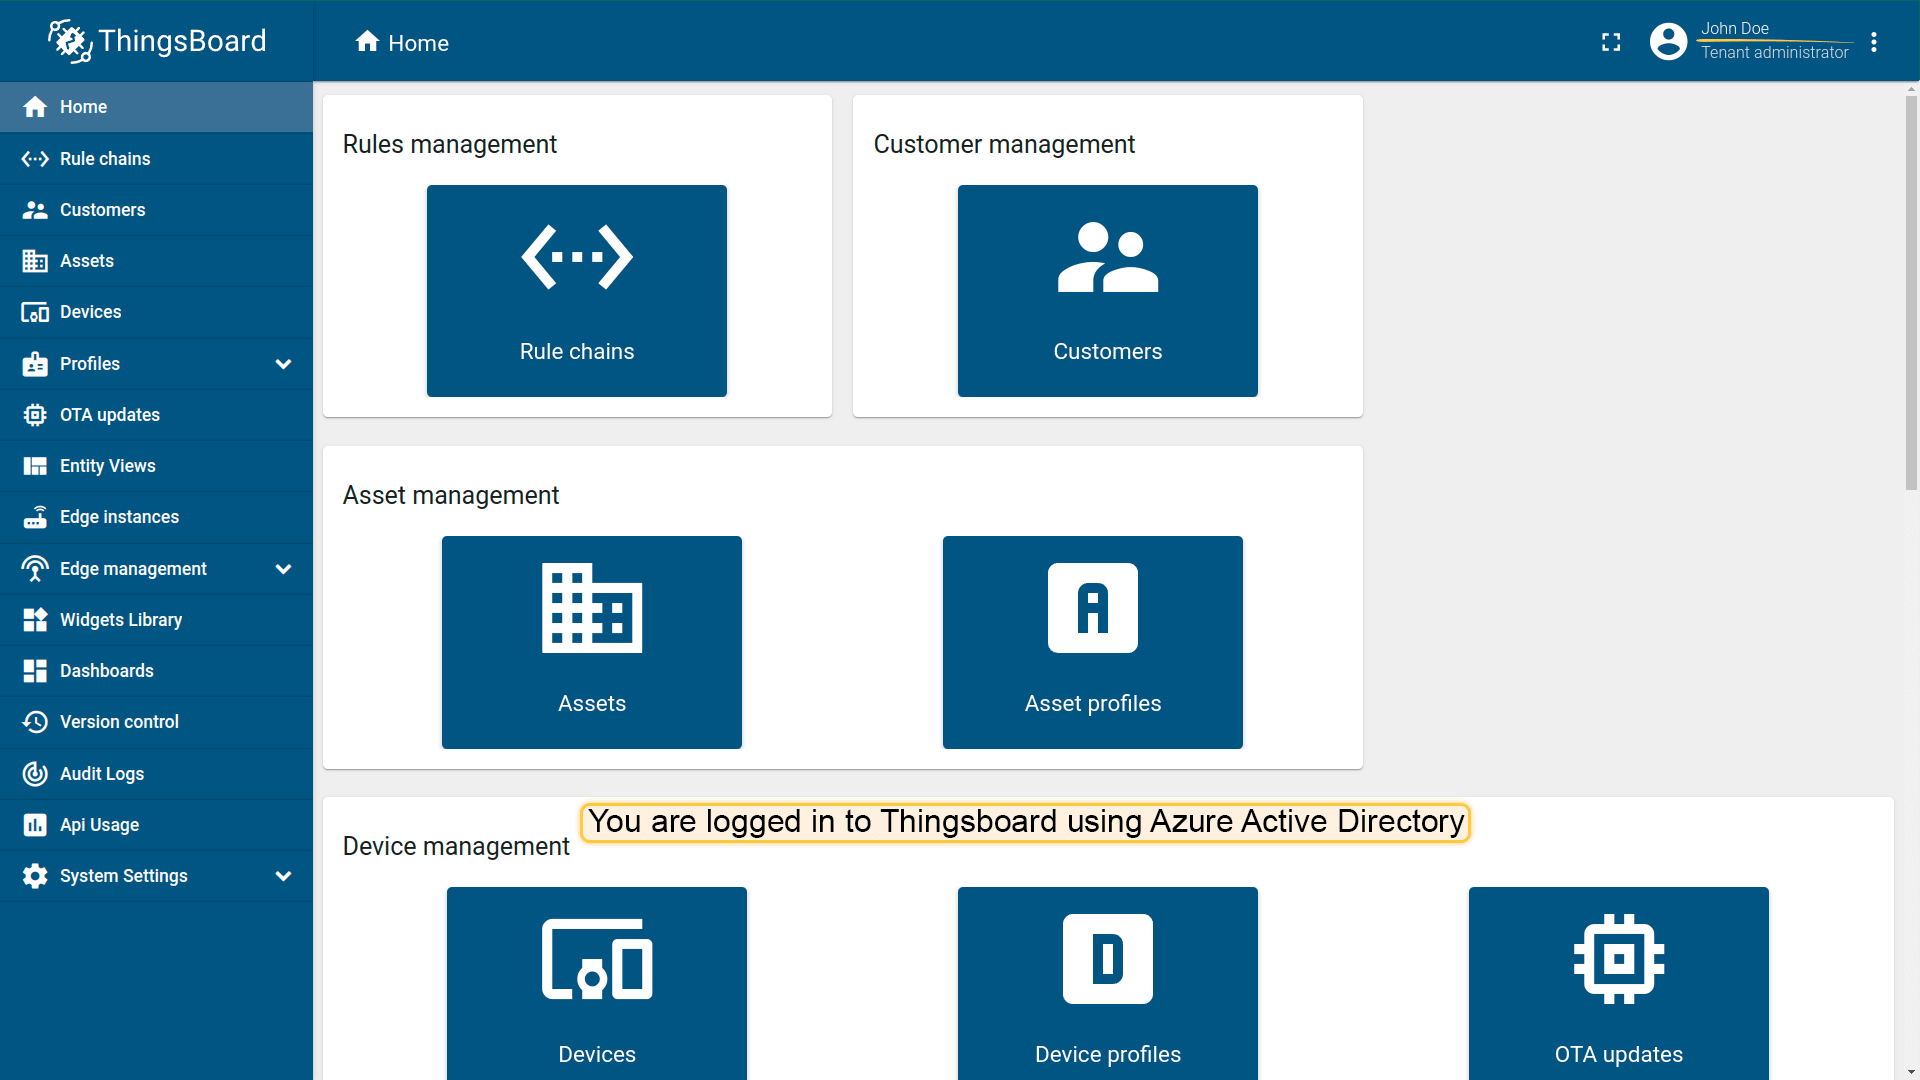 ThingsBoard
Home
John Doe
Tenant administrator
Home
Rule chains
Customers
Assets
Devices
Profiles
OTA updates
Entity Views
Edge instances
Edge management
Widgets Library
Dashboards
Version control
Audit Logs
Api Usage
System Settings
Rules management
Rule chains
Customer management
Customers
Asset management
Assets
A
Asset profiles
You are logged in to Thingsboard using Azure Active Directory
Device management
Devices
D
Device profiles
OTA updates